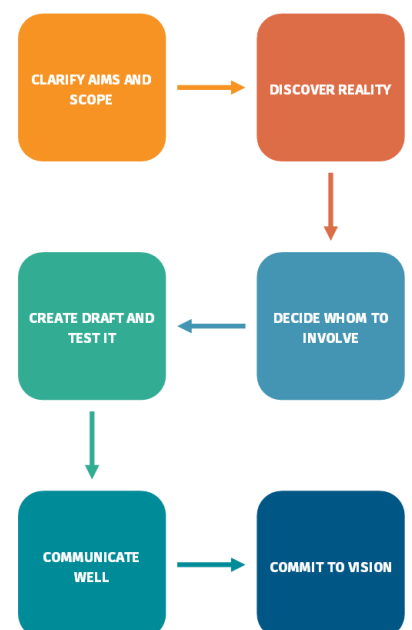 CLARIFY AIMS AND
SCOPE
DISCOVER REALITY
DECIDE WHOM TO
INVOLVE
CREATE DRAFT AND
TEST IT
COMMUNICATE
WELL
COMMIT TO VISION